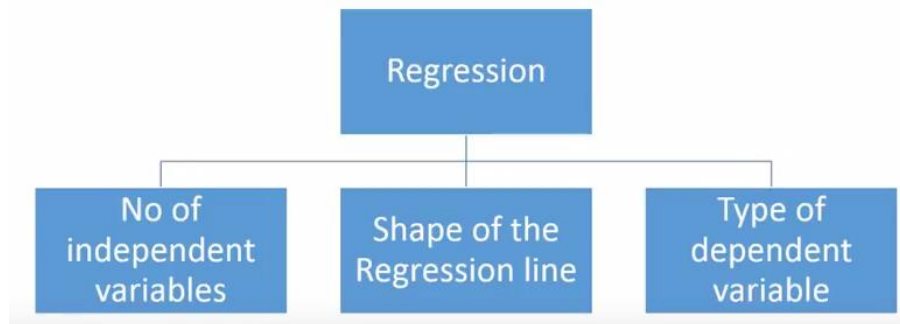 Regression
No of
independent
variables
Shape of the
Regression line
Type of
dependent
variable